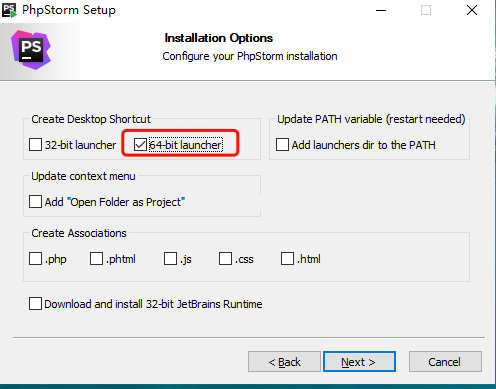 PhpStorm Setup
PS
Installation Options
Configure your PhpStorm installation
Create Desktop Shortcut
32-bit launcher
64-bit launcher
Update PATH variable (restart needed)
Add launchers dir to the PATH
Update context menu
Add "Open Folder as Project"
Create Associations
.php
.phtml
.js
.css
.html
Download and install 32-bit JetBrains Runtime
< Back
Next >
Cancel